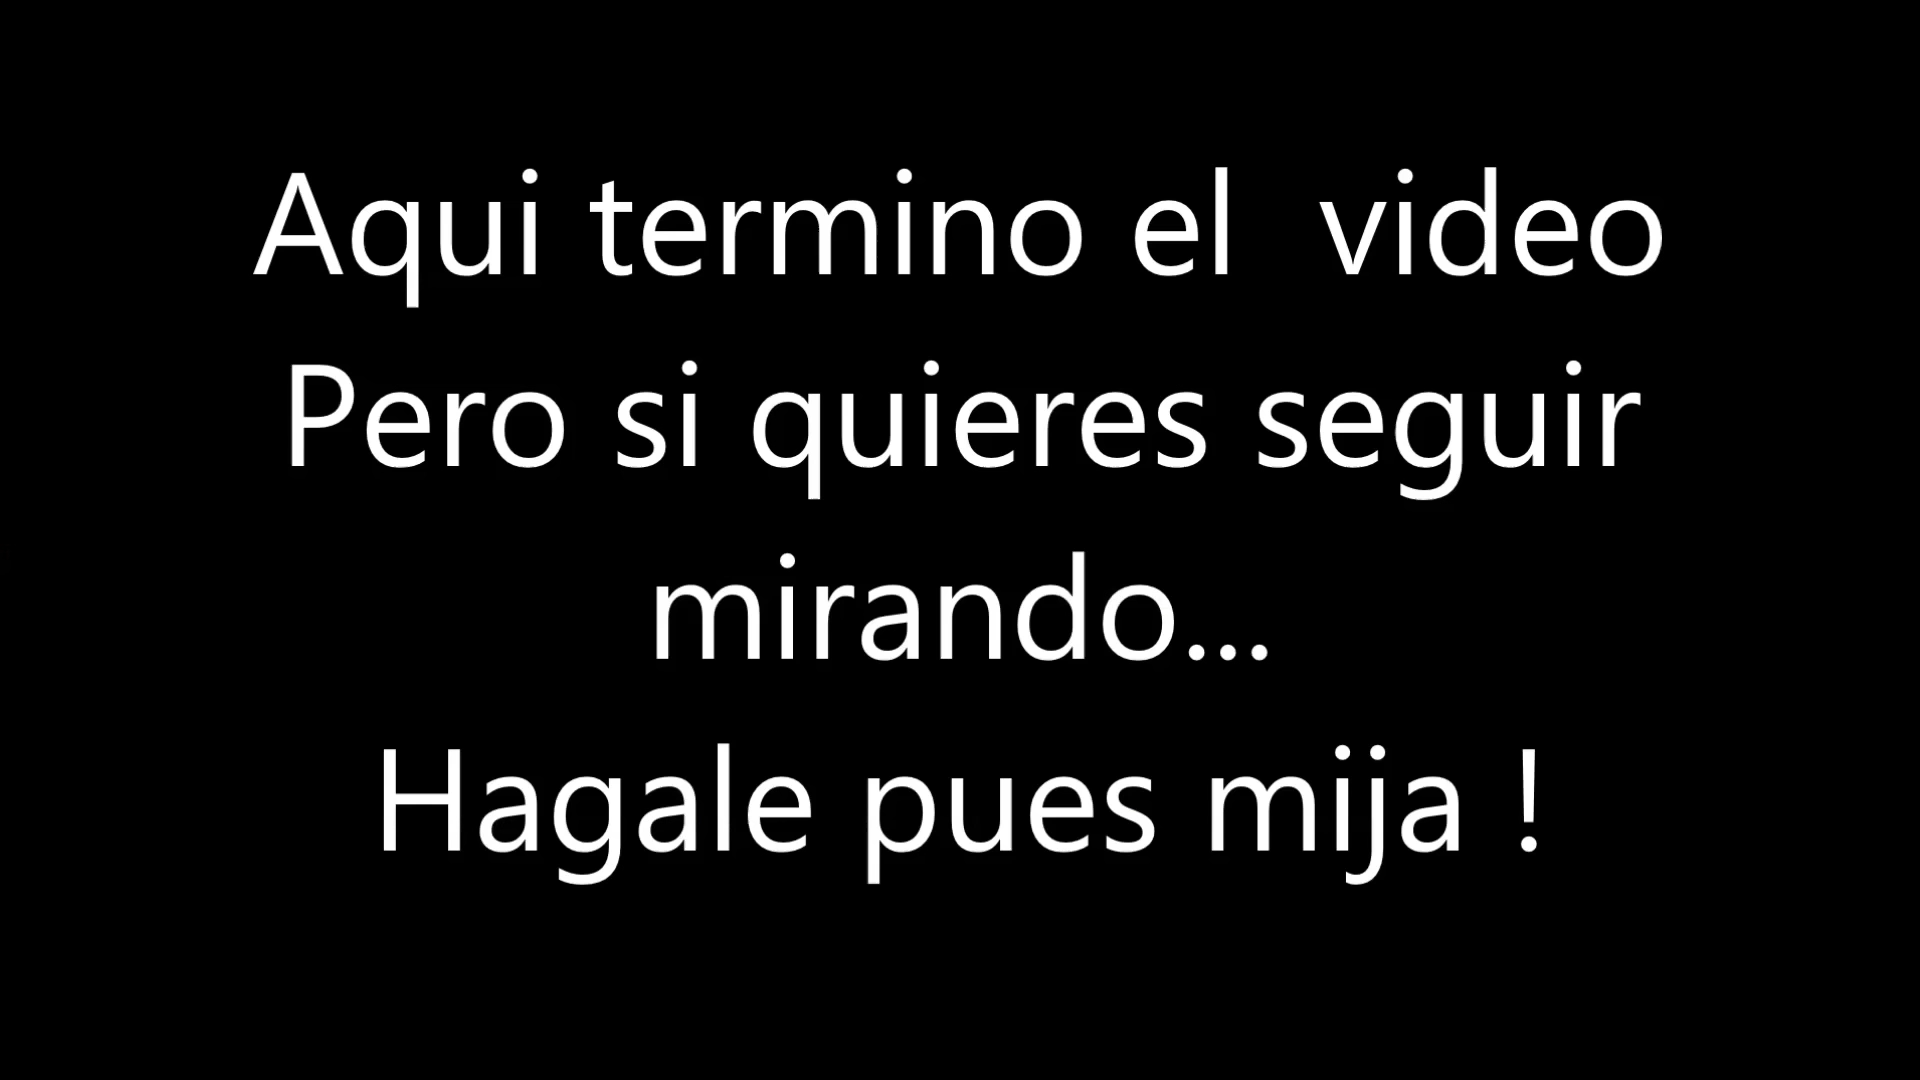 Aqui termino el  video
Pero si quieres seguir
mirando...
Hagale pues mija !